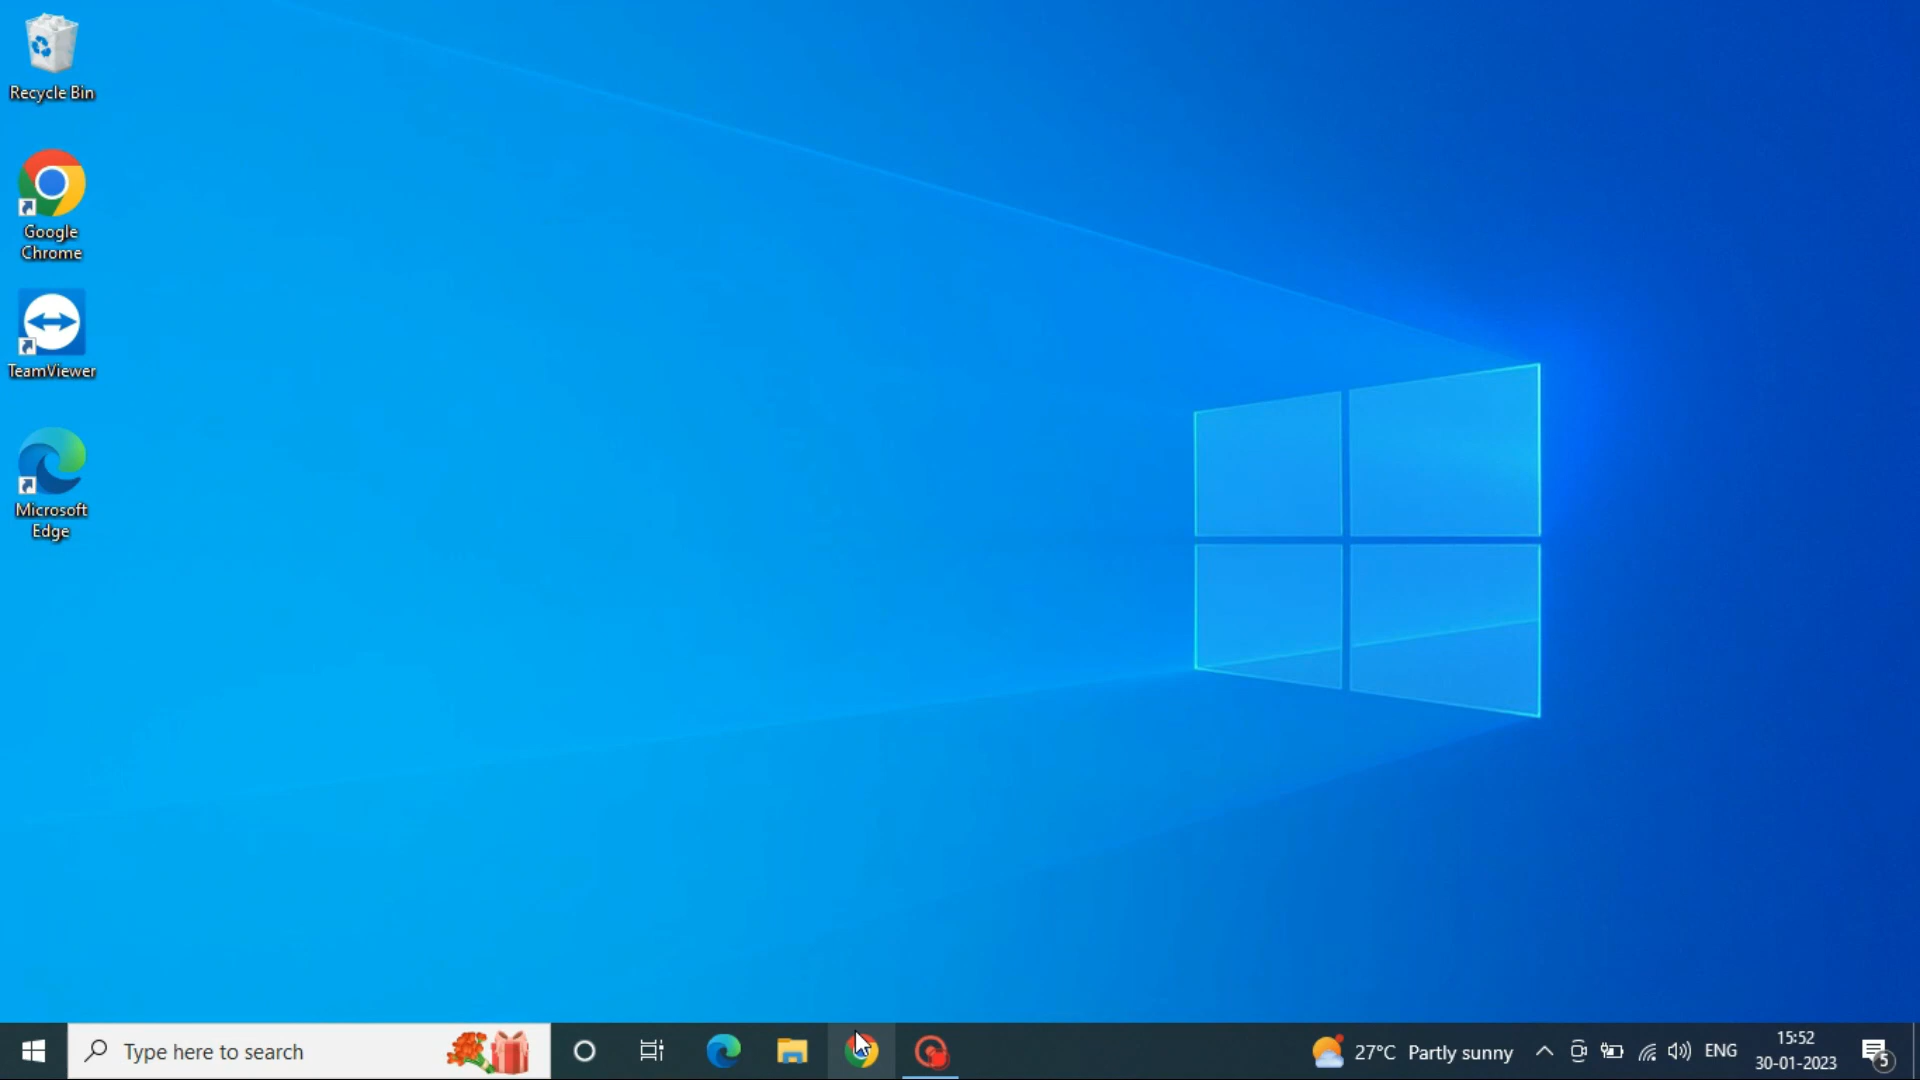 Recycle Bin
Google
Chrome
TeamViewer
Microsoft
Edge
Type here to search
27°C Partly sunny
ENG
15:52
30-01-2023
5